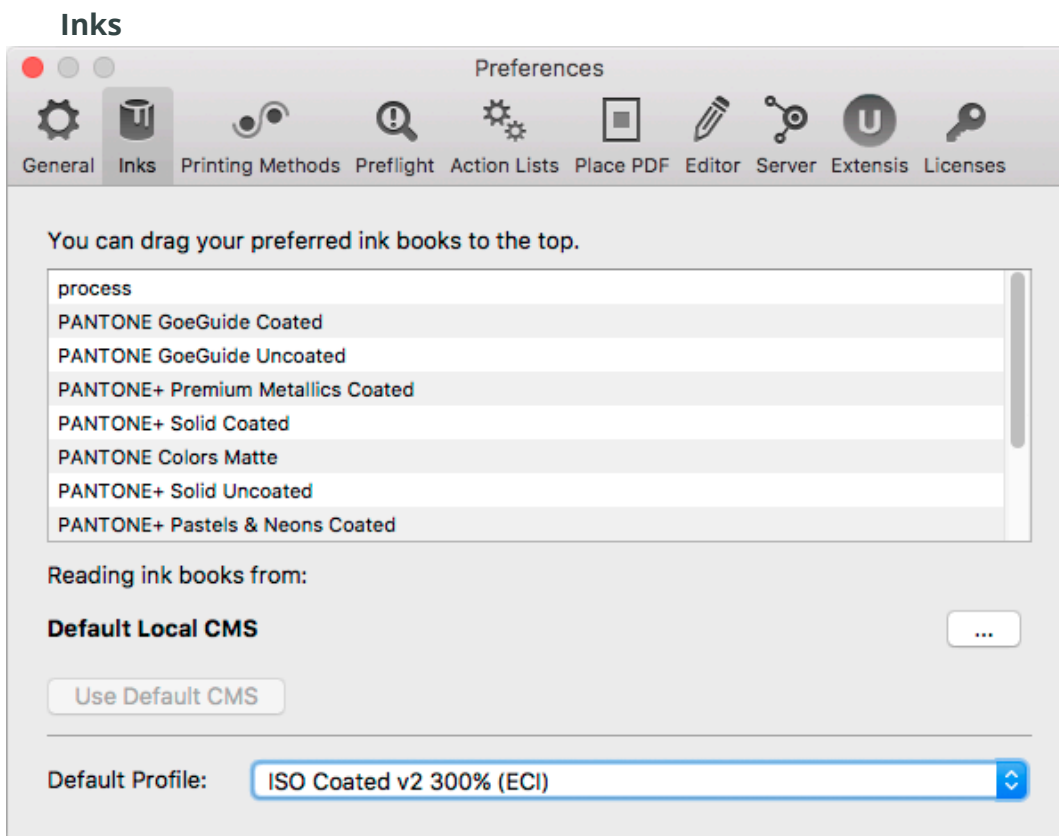 Inks
Preferences
General Inks Printing Methods Preflight Action Lists Place PDF Editor Server Extensis Licenses
You can drag your preferred ink books to the top.
process
PANTONE GoeGuide Coated
PANTONE GoeGuide Uncoated
PANTONE+ Premium Metallics Coated
PANTONE+ Solid Coated
PANTONE Colors Matte
PANTONE+ Solid Uncoated
PANTONE+ Pastels & Neons Coated
Reading ink books from:
Default Local CMS
...
Use Default CMS
Default Profile: ISO Coated v2 300% (ECI)